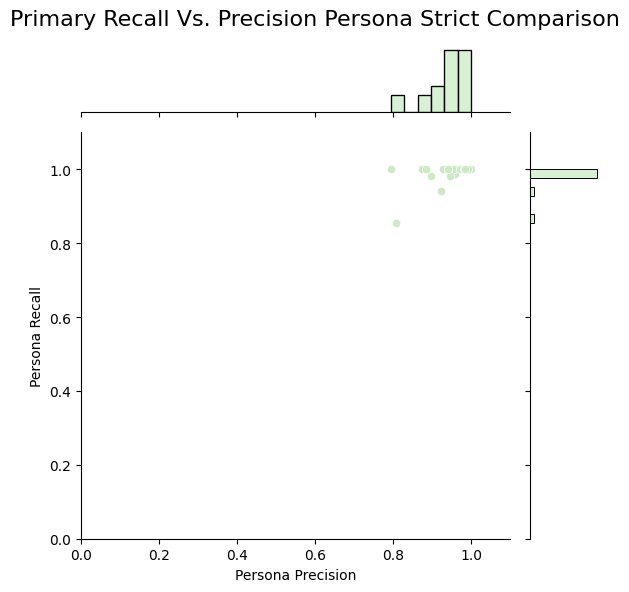 Primary Recall Vs. Precision Persona Strict Comparison
1.0
0.8
0.6
0.4
0.2
0.0
Persona Recall
0.0 0.2 0.4 0.6 0.8 1.0
Persona Precision